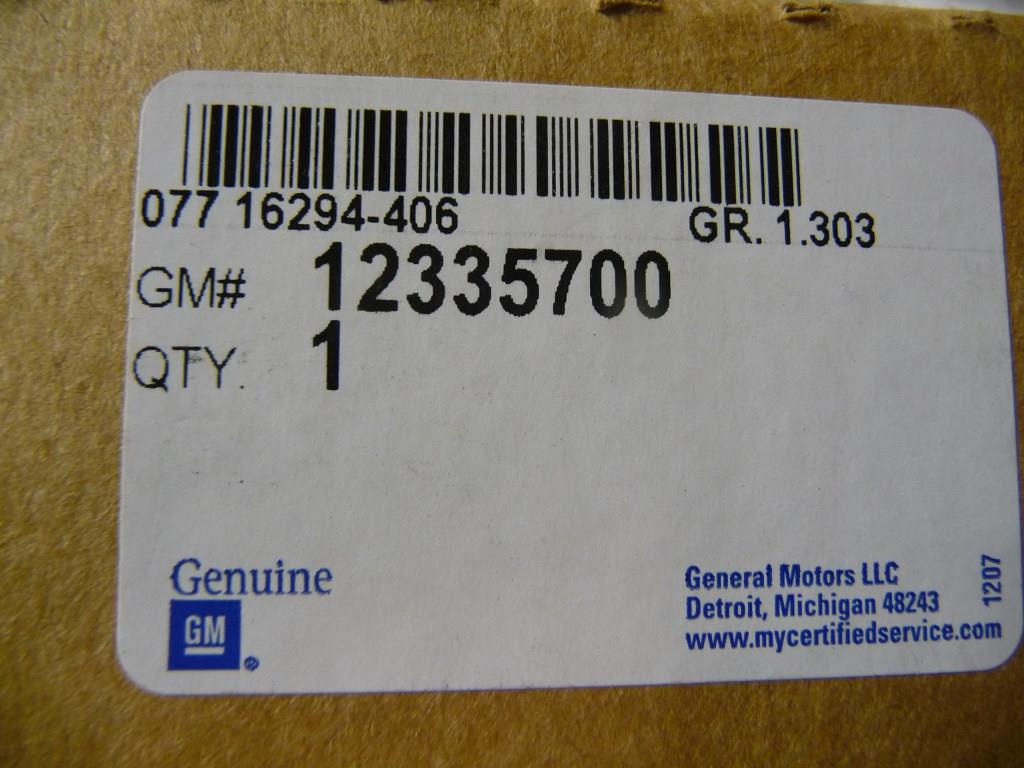 077 16294-406 GR. 1.303
GM# 12335700
QTY. 1
Genuine
GM
General Motors LLC
Detroit, Michigan 48243
www.mycertifiedservice.com
1207